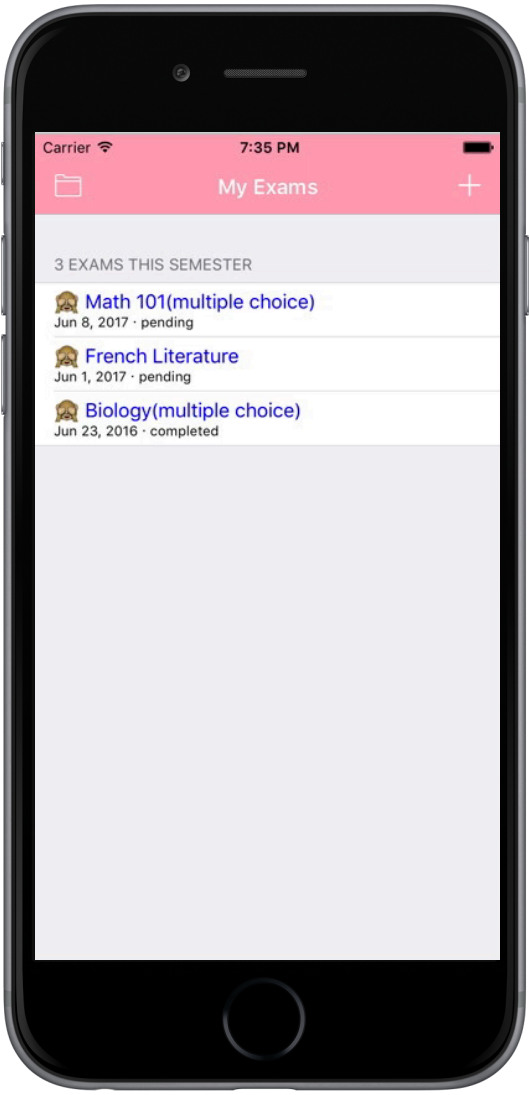 Carrier 7:35 PM
My Exams
3 EXAMS THIS SEMESTER
🙈 Math 101(multiple choice)
Jun 8, 2017 · pending
🙈 French Literature
Jun 1, 2017 · pending
🙈 Biology(multiple choice)
Jun 23, 2016 · completed